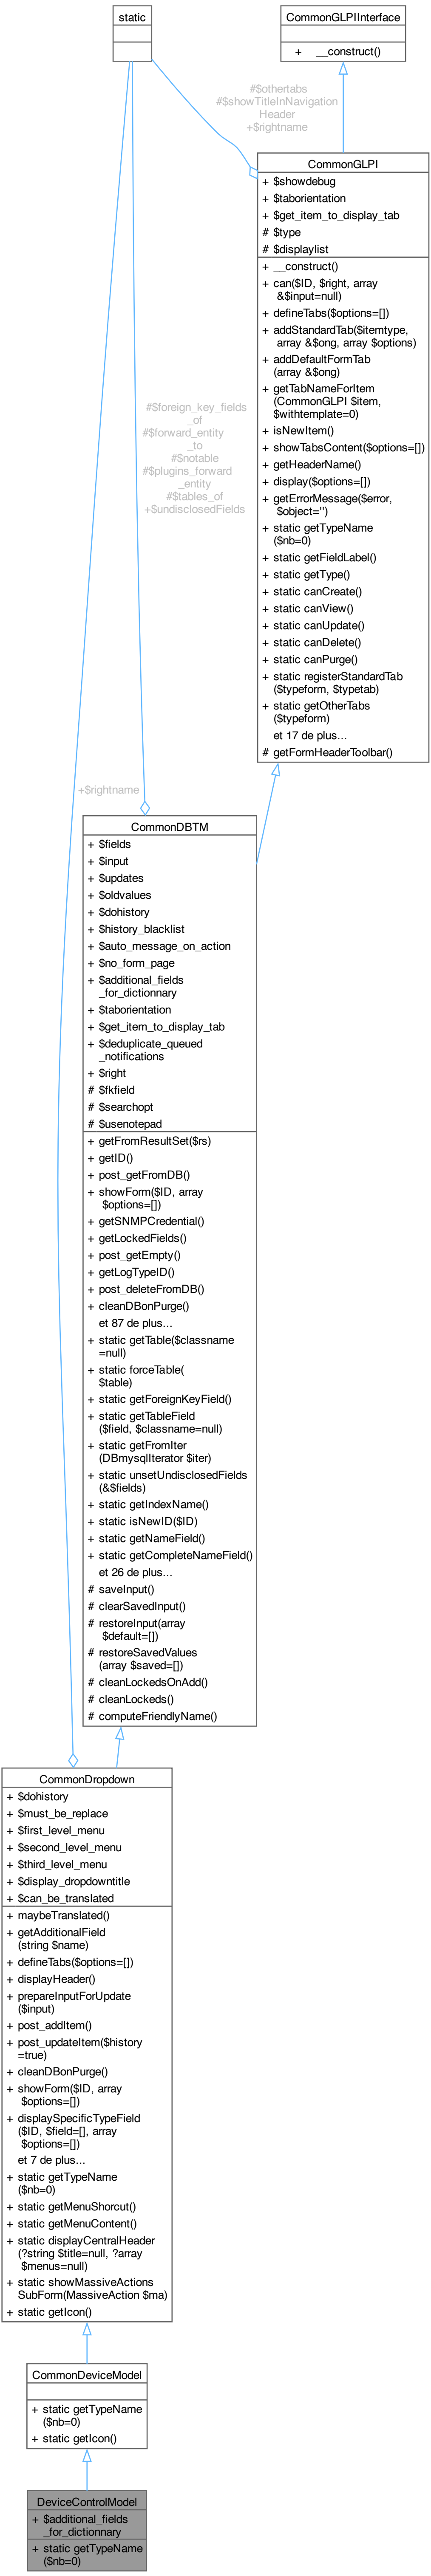 static
CommonGLPIInterface
+ __construct()
#$othertabs
#$showTitleInNavigation
Header
+$rightname
CommonGLPI
+ $showdebug
+ $taborientation
+ $get_item_to_display_tab
# $type
# $displaylist
+ __construct()
+ can($ID, $right, array
&$input=null)
+ defineTabs($options=[])
+ addStandardTab($itemtype,
array &$ong, array $options)
+ addDefaultFormTab
(array &$ong)
+ getTabNameForItem
(CommonGLPI $item,
$withtemplate=0)
+ isNewItem()
+ showTabsContent($options=[])
+ getHeaderName()
+ display($options=[])
+ getErrorMessage($error,
$object='')
+ static getTypeName
($nb=0)
+ static getFieldLabel()
+ static getType()
+ static canCreate()
+ static canView()
+ static canUpdate()
+ static canDelete()
+ static canPurge()
+ static registerStandardTab
($typeform, $typetab)
+ static getOtherTabs
($typeform)
et 17 de plus...
# getFormHeaderToolbar()
#$foreign_key_fields
_of
#$forward_entity
_to
#$notable
#$plugins_forward
_entity
#$tables_of
+$undisclosedFields
+$rightname
CommonDBTM
+ $fields
+ $input
+ $updates
+ $oldvalues
+ $dohistory
+ $history_blacklist
+ $auto_message_on_action
+ $no_form_page
+ $additional_fields
_for_dictionnary
+ $taborientation
+ $get_item_to_display_tab
+ $deduplicate_queued
_notifications
+ $right
# $fkfield
# $searchopt
# $usenotepad
+ getFromResultSet($rs)
+ getID()
+ post_getFromDB()
+ showForm($ID, array
$options=[])
+ getSNMPCredential()
+ getLockedFields()
+ post_getEmpty()
+ getLogTypeID()
+ post_deleteFromDB()
+ cleanDBonPurge()
et 87 de plus...
+ static getTable($classname
=null)
+ static forceTable(
$table)
+ static getForeignKeyField()
+ static getTableField
($field, $classname=null)
+ static getFromIter
(DBmysqlIterator $iter)
+ static unsetUndisclosedFields
(&$fields)
+ static getIndexName()
+ static isNewID($ID)
+ static getNameField()
+ static getCompleteNameField()
et 26 de plus...
# saveInput()
# clearSavedInput()
# restoreInput(array
$default=[])
# restoreSavedValues
(array $saved=[])
# cleanLockedsOnAdd()
# cleanLockeds()
# computeFriendlyName()
CommonDropdown
+ $dohistory
+ $must_be_replace
+ $first_level_menu
+ $second_level_menu
+ $third_level_menu
+ $display_dropdowntitle
+ $can_be_translated
+ maybeTranslated()
+ getAdditionalField
(string $name)
+ defineTabs($options=[])
+ displayHeader()
+ prepareInputForUpdate
($input)
+ post_addItem()
+ post_updateItem($history
=true)
+ cleanDBonPurge()
+ showForm($ID, array
$options=[])
+ displaySpecificTypeField
($ID, $field=[], array
$options=[])
et 7 de plus...
+ static getTypeName
($nb=0)
+ static getMenuShorcut()
+ static getMenuContent()
+ static displayCentralHeader
(?string $title=null, ?array
$menus=null)
+ static showMassiveActions
SubForm(MassiveAction $ma)
+ static getIcon()
CommonDeviceModel
+ static getTypeName
($nb=0)
+ static getIcon()
DeviceControlModel
+ $additional_fields
_for_dictionnary
+ static getTypeName
($nb=0)